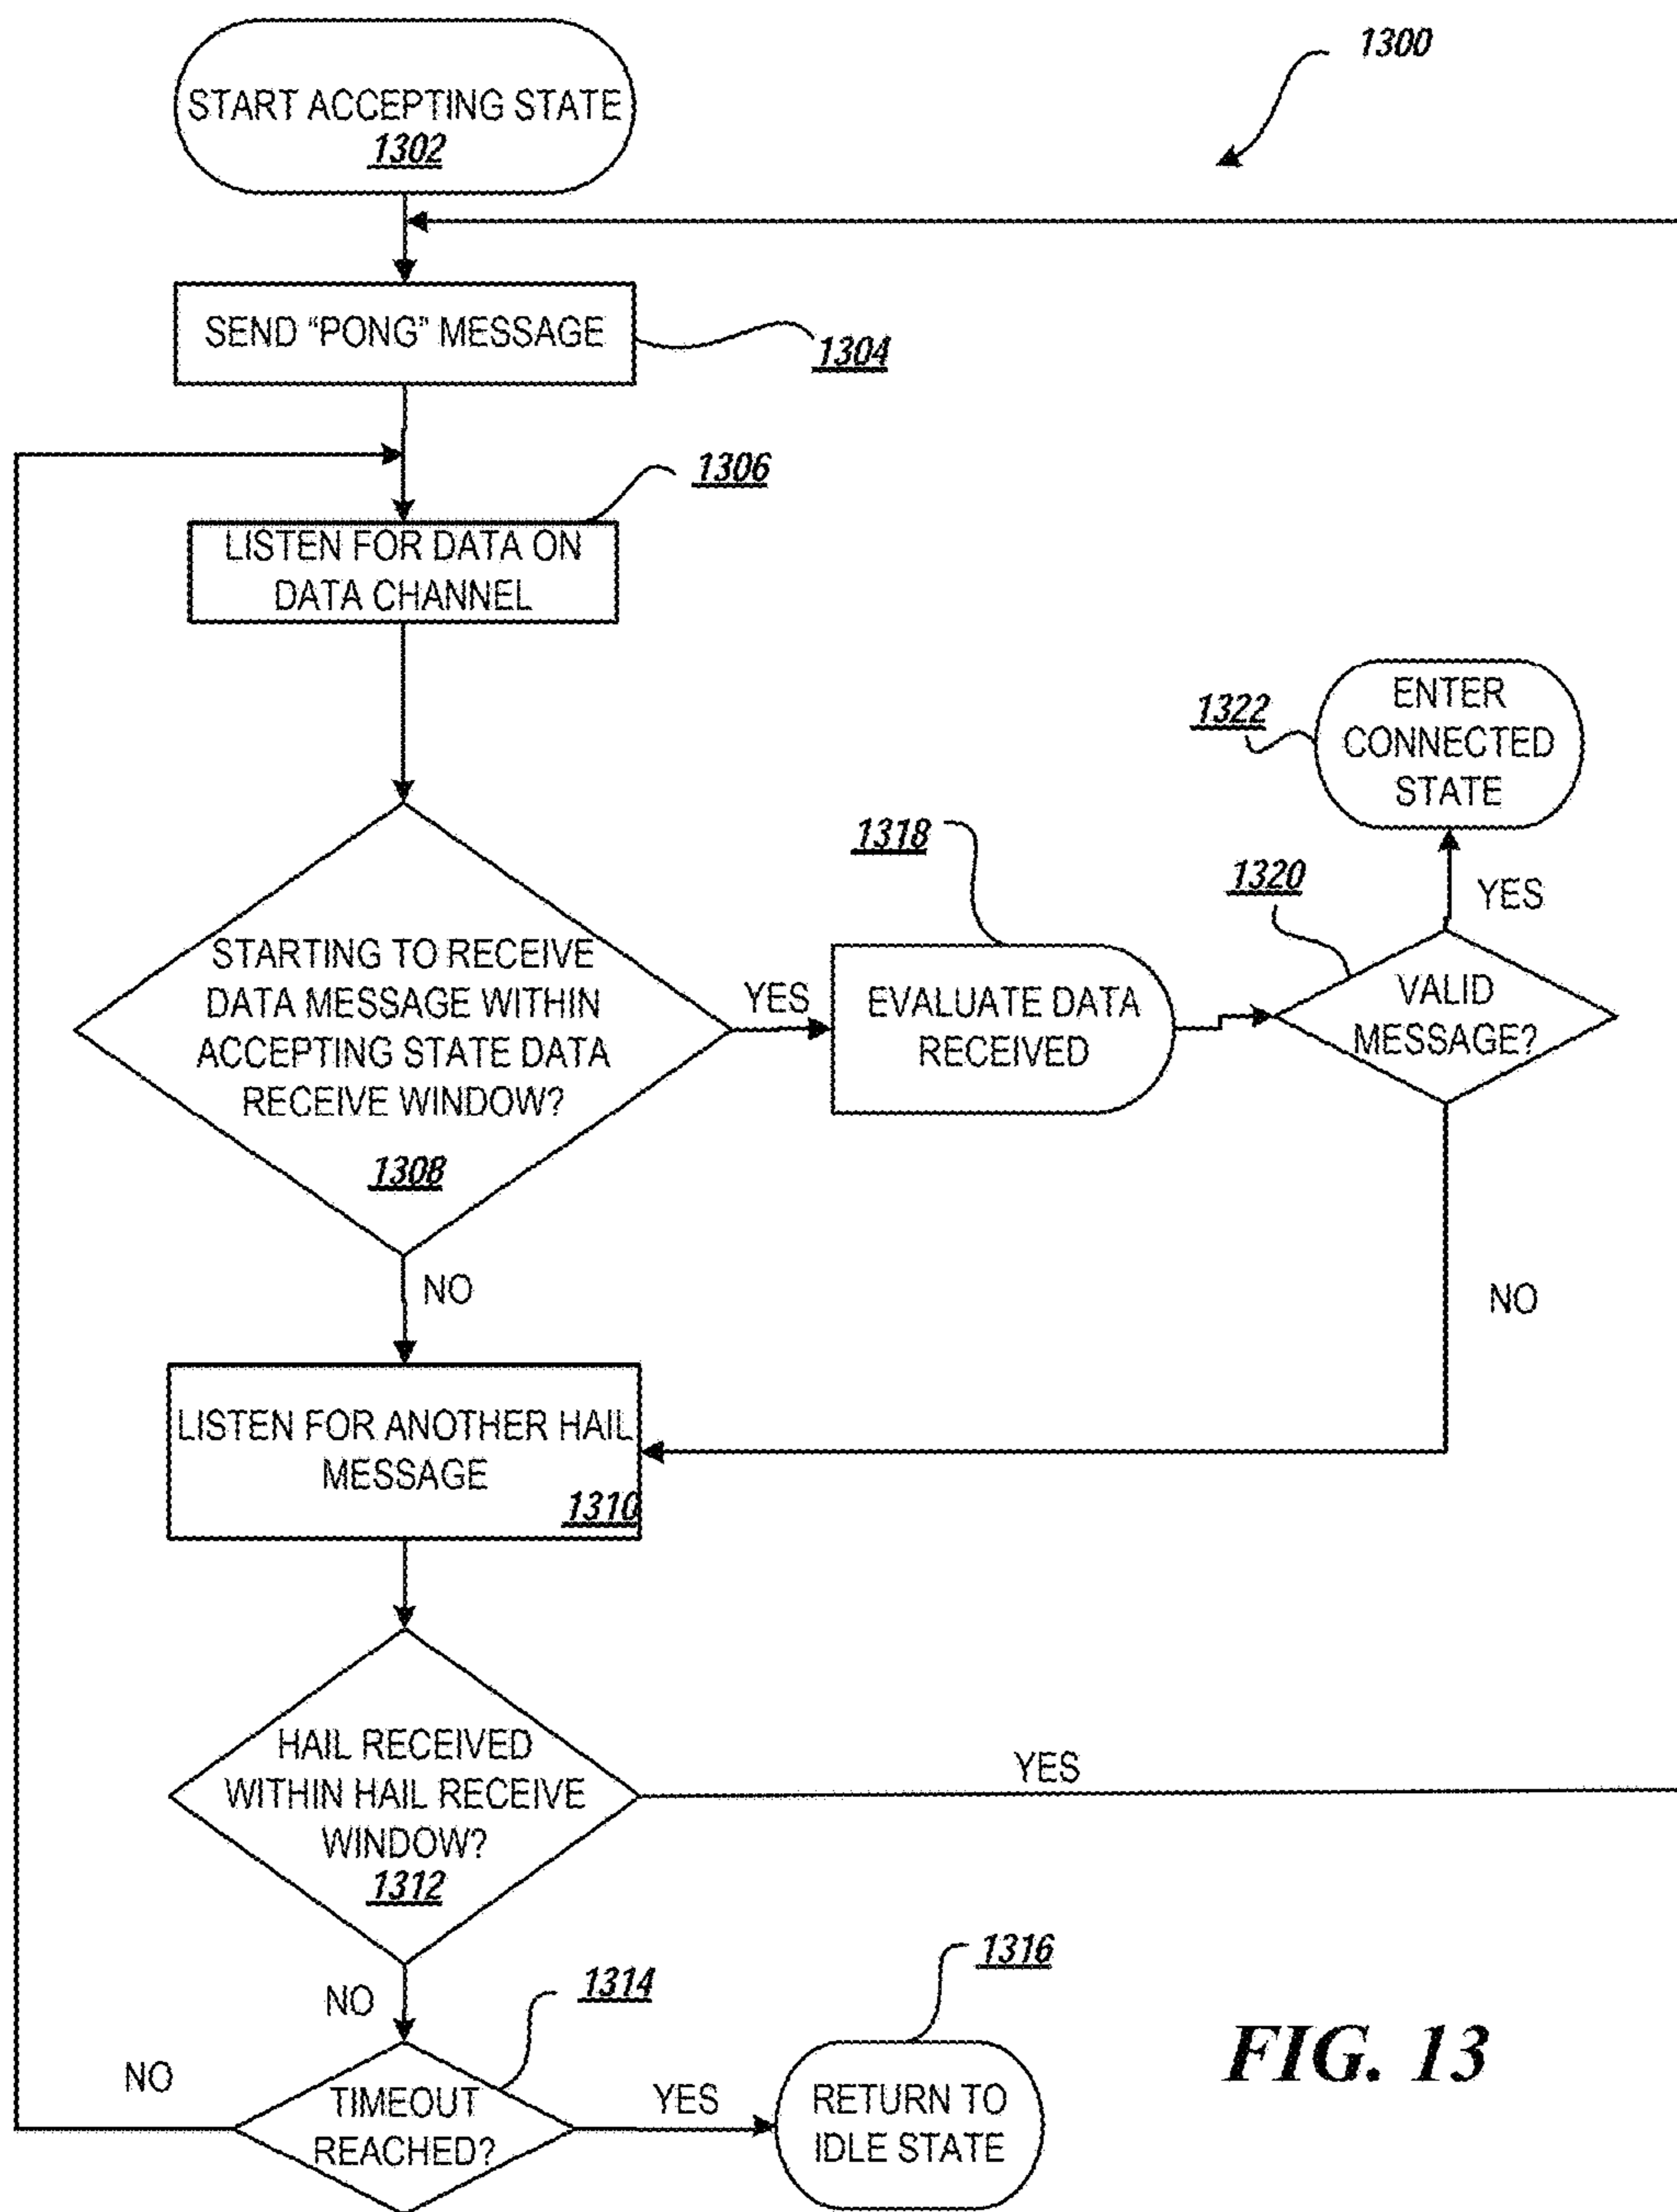 1300
START ACCEPTING STATE
1302
SEND “PONG” MESSAGE
1304
1306
LISTEN FOR DATA ON
DATA CHANNEL
1322
ENTER
CONNECTED
STATE
1318
1320
YES
STARTING TO RECEIVE
DATA MESSAGE WITHIN
ACCEPTING STATE DATA
RECEIVE WINDOW?
1308
YES
EVALUATE DATA
RECEIVED
VALID
MESSAGE?
NO
NO
LISTEN FOR ANOTHER HAIL
MESSAGE
1310
HAIL RECEIVED
WITHIN HAIL RECEIVE
WINDOW?
1312
YES
NO
1314
1316
NO
TIMEOUT
REACHED?
YES
RETURN TO
IDLE STATE
FIG. 13